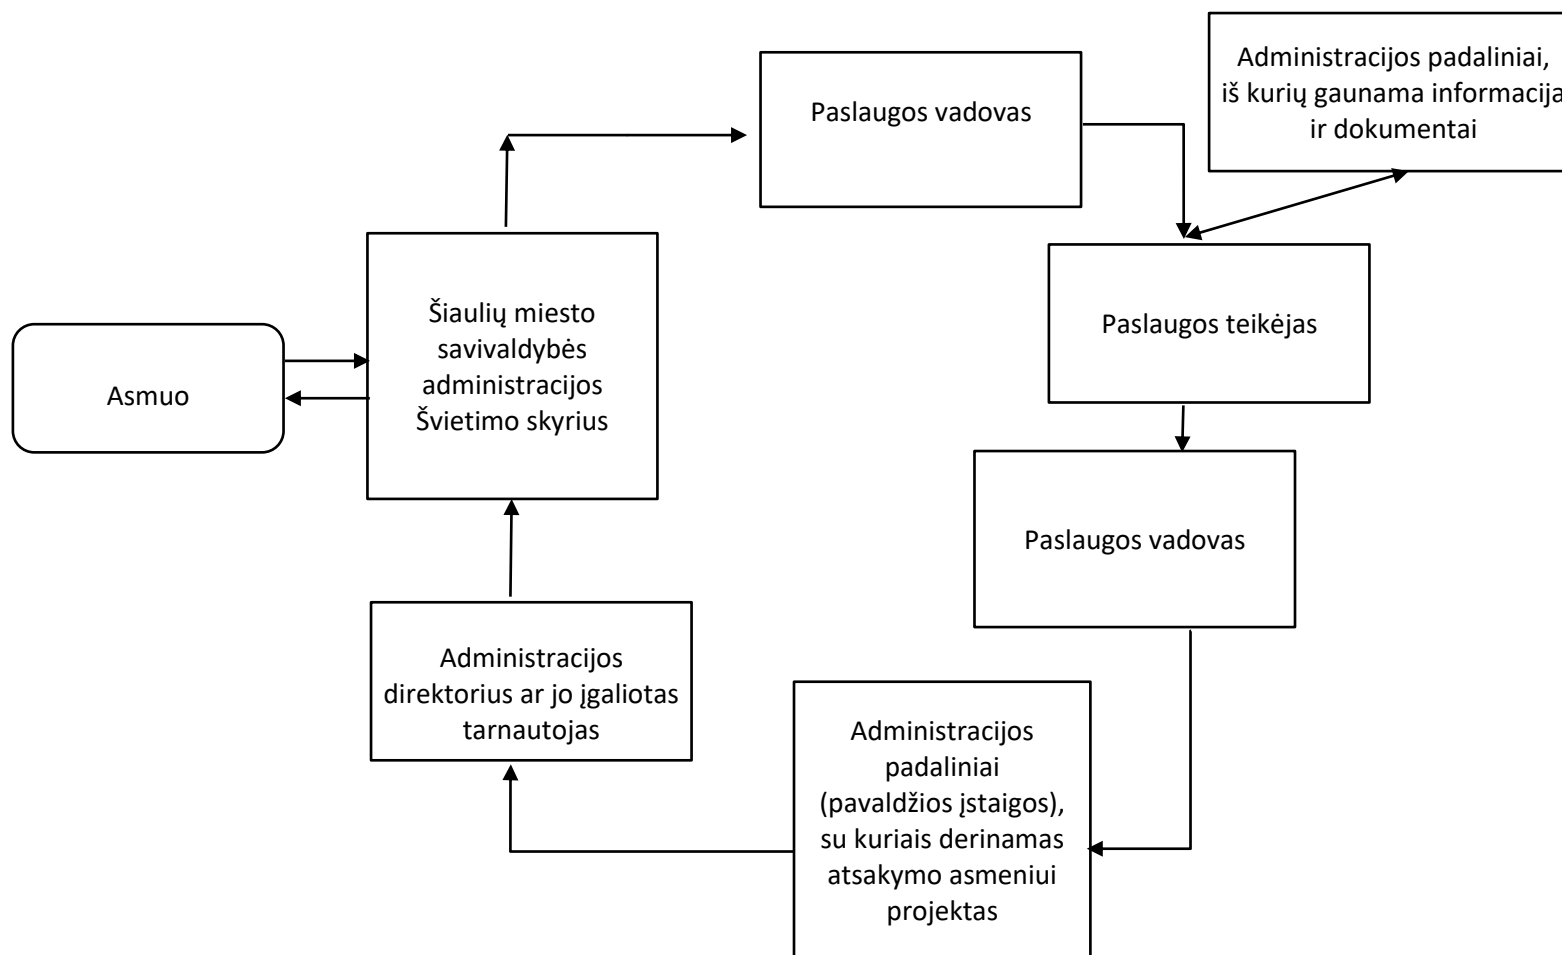 Administracijos padaliniai,
iš kurių gaunama informacija
ir dokumentai
Paslaugos vadovas
Šiaulių miesto
savivaldybės
administracijos
Švietimo skyrius
Paslaugos teikėjas
Asmuo
Paslaugos vadovas
Administracijos
direktorius ar jo įgaliotas
tarnautojas
Administracijos
padaliniai
(pavaldžios įstaigos),
su kuriais derinamas
atsakymo asmeniui
projektas